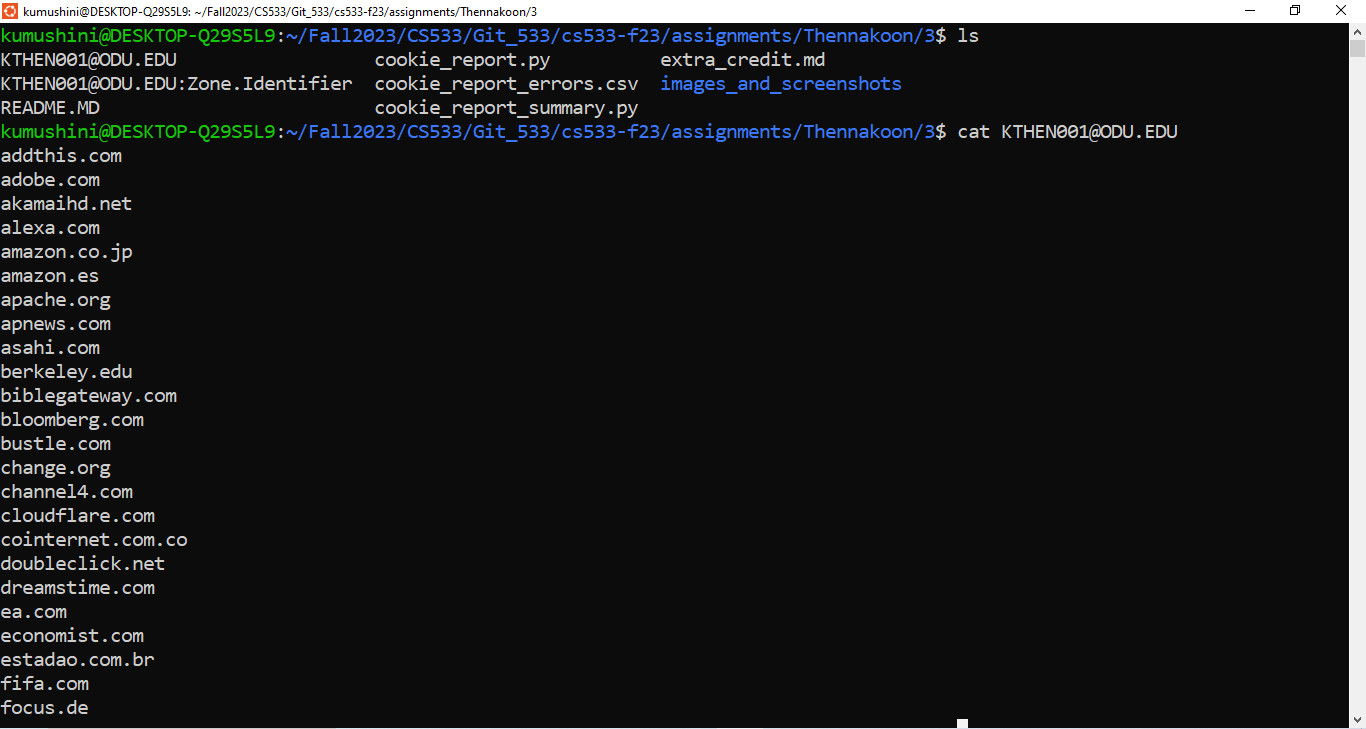 kumushini@DESKTOP-Q29S5L9: ~/Fall2023/CS533/Git_533/cs533-f23/assignments/Thennakoon/3
kumushini@DESKTOP-Q29S5L9:~/Fall2023/CS533/Git_533/cs533-f23/assignments/Thennakoon/3$ ls
KTHEN001@ODU.EDU cookie_report.py extra_credit.md
KTHEN001@ODU.EDU:Zone.Identifier cookie_report_errors.csv images_and_screenshots
README.MD cookie_report_summary.py
kumushini@DESKTOP-Q29S5L9:~/Fall2023/CS533/Git_533/cs533-f23/assignments/Thennakoon/3$ cat KTHEN001@ODU.EDU
addthis.com
adobe.com
akamaihd.net
alexa.com
amazon.co.jp
amazon.es
apache.org
apnews.com
asahi.com
berkeley.edu
biblegateway.com
bloomberg.com
bustle.com
change.org
channel4.com
cloudflare.com
cointernet.com.co
doubleclick.net
dreamstime.com
ea.com
economist.com
estadao.com.br
fifa.com
focus.de